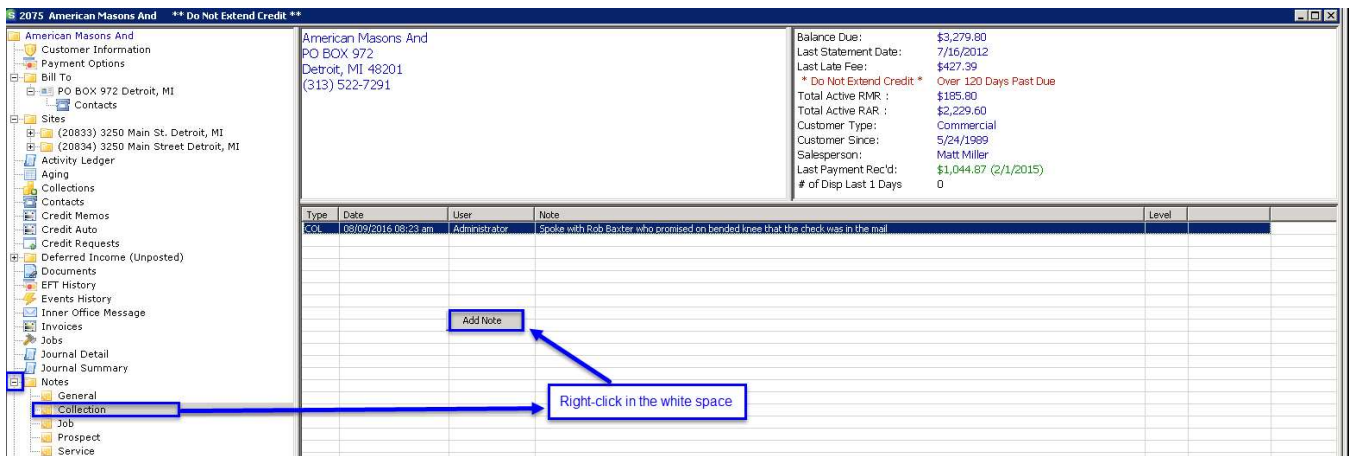 2075 American Masons And ** Do Not Extend Credit **
American Masons And
Customer Information
Payment Options
Bill To
PO BOX 972 Detroit, MI
Contacts
Sites
(20833) 3250 Main St. Detroit, MI
(20834) 3250 Main Street Detroit, MI
Activity Ledger
Aging
Collections
Contacts
Credit Memos
Credit Auto
Credit Requests
Deferred Income (Unposted)
Documents
EFT History
Events History
Inner Office Message
Invoices
Jobs
Journal Detail
Journal Summary
Notes
General
Collection
Job
Prospect
Service
American Masons And
PO BOX 972
Detroit, MI 48201
(313) 522-7291
Balance Due: $3,279.80
Last Statement Date: 7/16/2012
Last Late Fee: $427.39
* Do Not Extend Credit * Over 120 Days Past Due
Total Active RMR : $185.80
Total Active RAR : $2,229.60
Customer Type: Commercial
Customer Since: 5/24/1989
Salesperson: Matt Miller
Last Payment Rec'd: $1,044.87 (2/1/2015)
# of Disp Last 1 Days 0
Type Date User Note Level
COL 08/09/2016 08:23 am Administrator Spoke with Rob Baxter who promised on bended knee that the check was in the mail
Add Note
Right-click in the white space